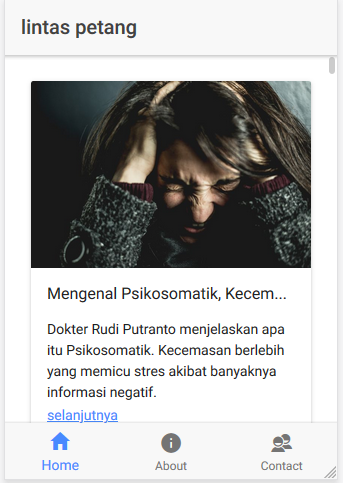 lintas petang
Mengenal Psikosomatik, Kecem...
Dokter Rudi Putranto menjelaskan apa
itu Psikosomatik. Kecemasan berlebih
yang memicu stres akibat banyaknya
informasi negatif.
selanjutnya
Home About Contact